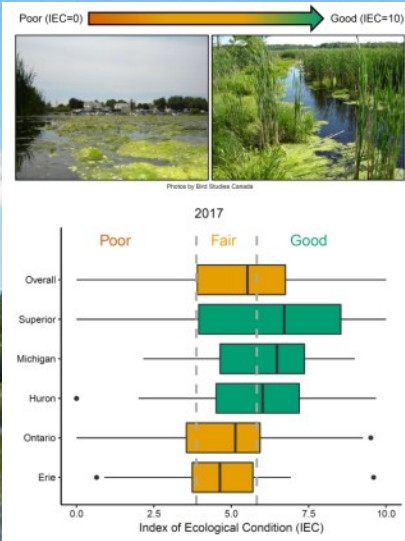 Poor (IEC=0) Good (IEC=10)
Photos by Bird Studies Canada
2017
Poor Fair Good
Overall
Superior
Michigan
Huron
Ontario
Erie
0.0 2.5 5.0 7.5 10.0
Index of Ecological Condition (IEC)